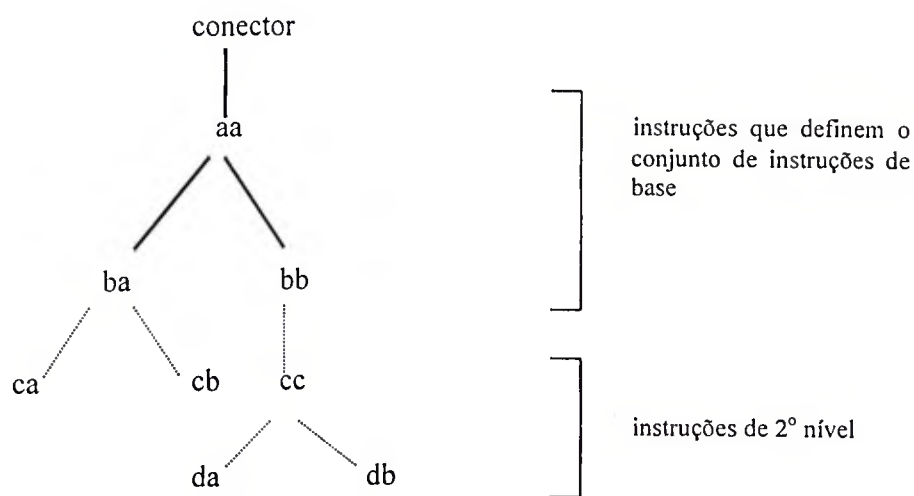 conector
aa
instruções que definem o
conjunto de instruções de
base
ba
bb
ca
cb
cc
instruções de 2º nível
da
db